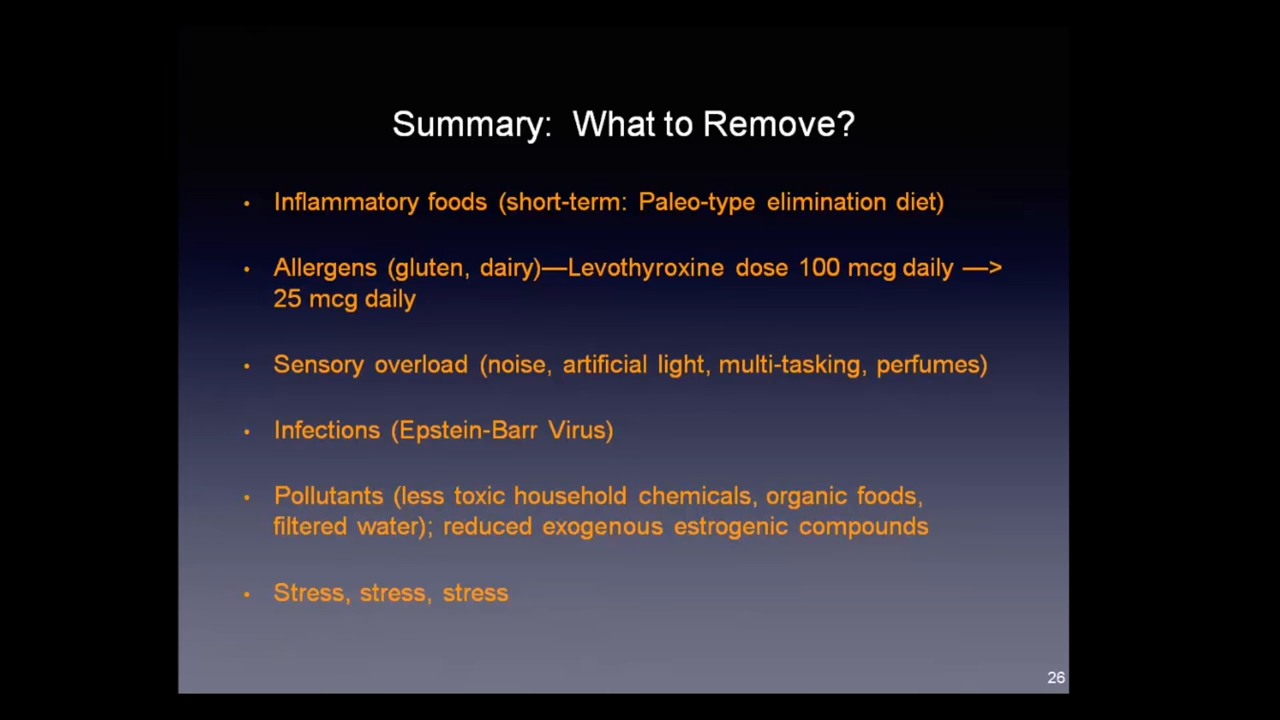 Summary: What to Remove?
• Inflammatory foods (short-term: Paleo-type elimination diet)
• Allergens (gluten, dairy)—Levothyroxine dose 100 mcg daily —>
25 mcg daily
• Sensory overload (noise, artificial light, multi-tasking, perfumes)
• Infections (Epstein-Barr Virus)
• Pollutants (less toxic household chemicals, organic foods,
filtered water); reduced exogenous estrogenic compounds
• Stress, stress, stress
26